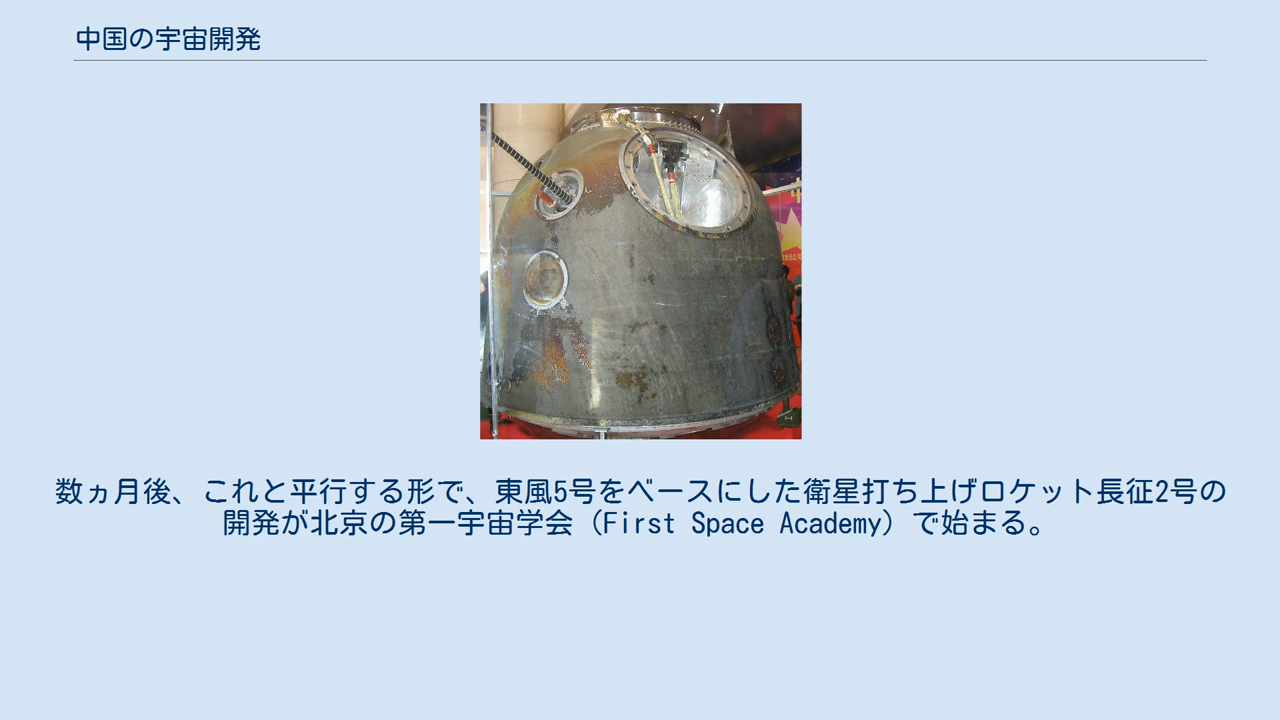 中国の宇宙開発
数ヵ月後、これと平行する形で、東風5号をベースにした衛星打ち上げロケット長征2号の
開発が北京の第一宇宙学会（First Space Academy）で始まる。